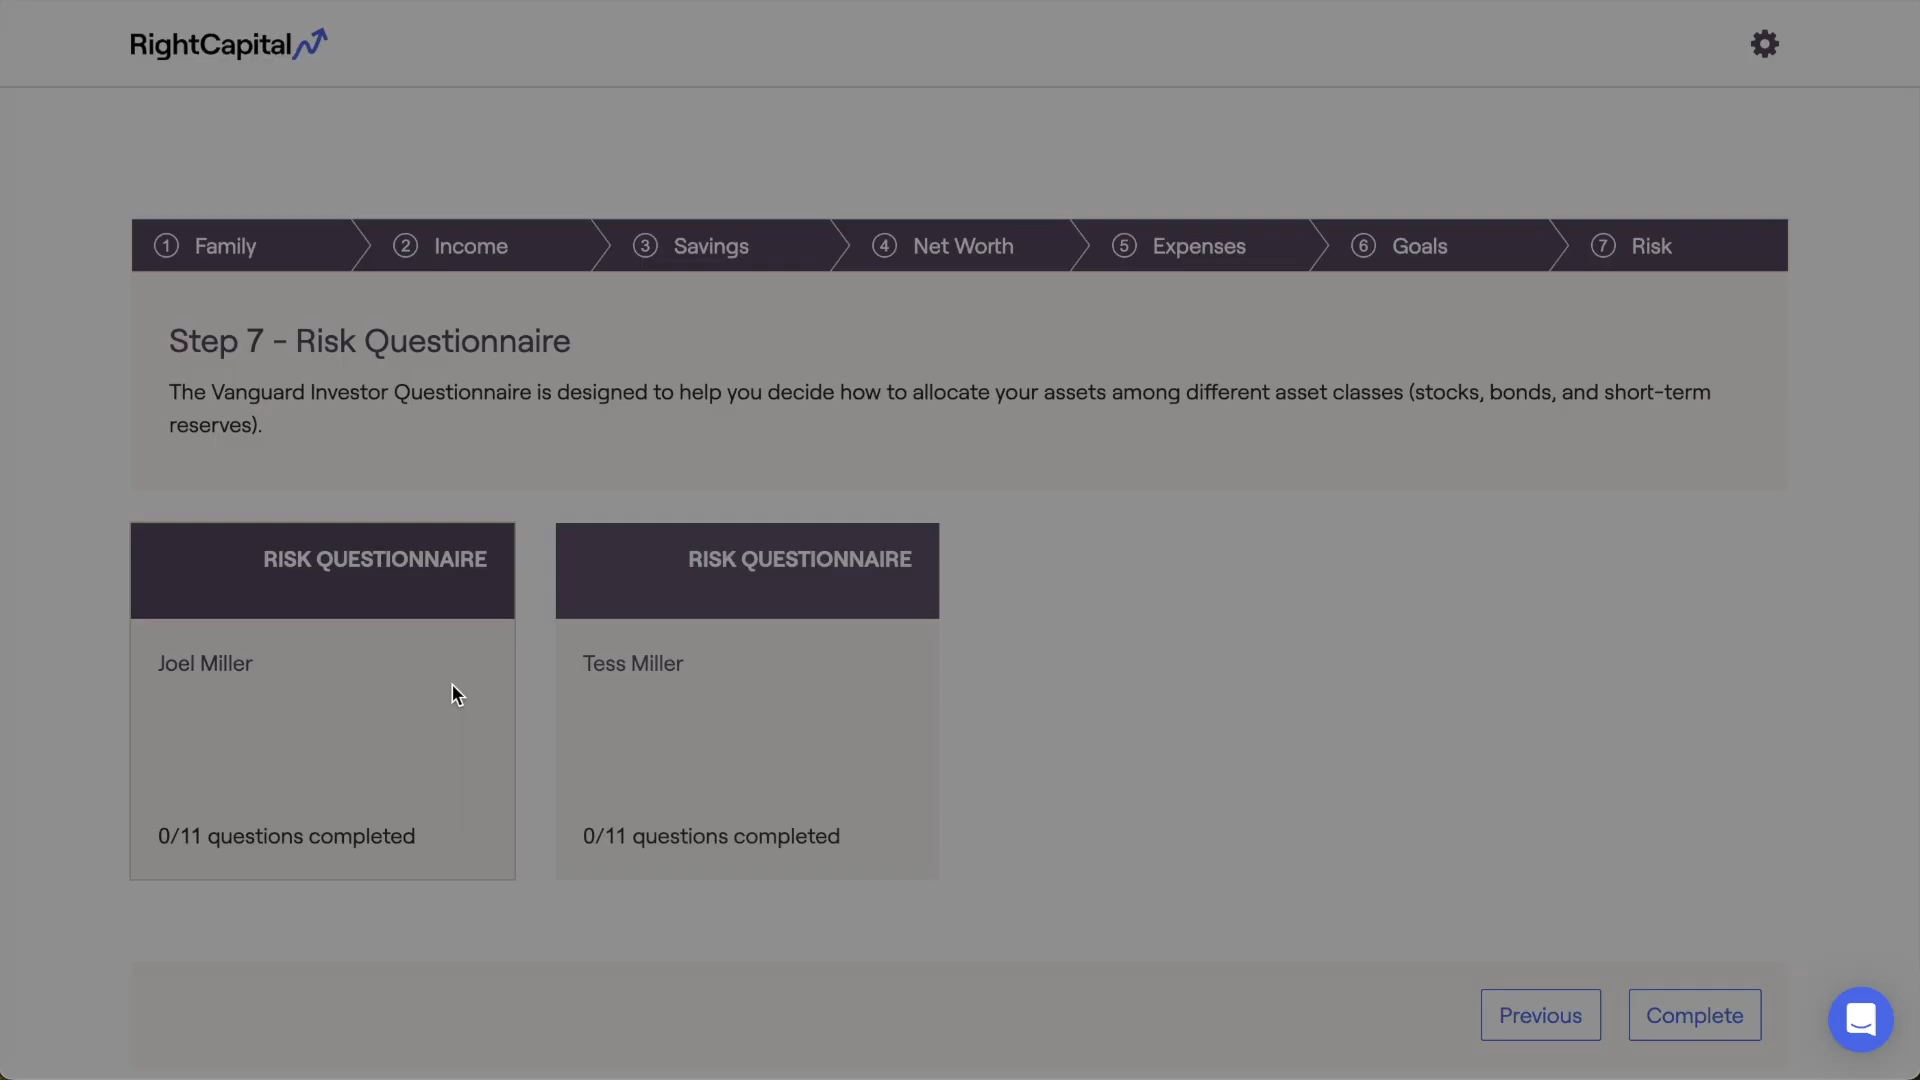 RightCapital
1 Family
2 Income
3 Savings
4 Net Worth
5 Expenses
6 Goals
7 Risk
Step 7 - Risk Questionnaire
The Vanguard Investor Questionnaire is designed to help you decide how to allocate your assets among different asset classes (stocks, bonds, and short-term
reserves).
RISK QUESTIONNAIRE
Joel Miller
0/11 questions completed
RISK QUESTIONNAIRE
Tess Miller
0/11 questions completed
Previous
Complete